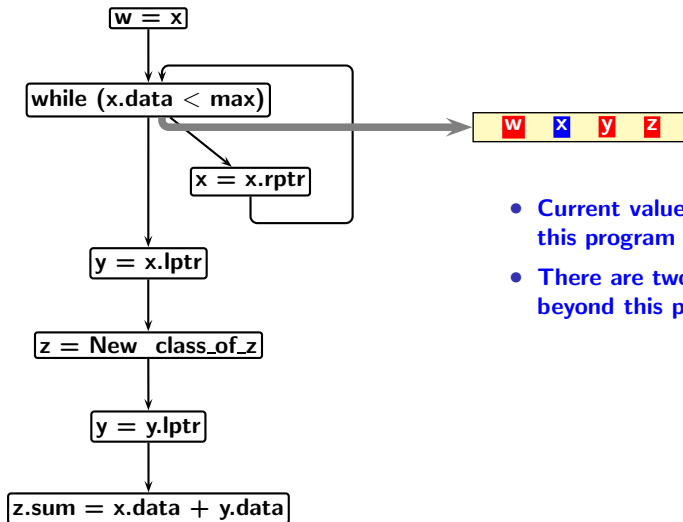 w = x
while (x.data < max)
w x y z
x = x.rptr
• Current value
this program
y = x.lptr
• There are two
beyond this p
z = New class_of_z
y = y.lptr
z.sum = x.data + y.data